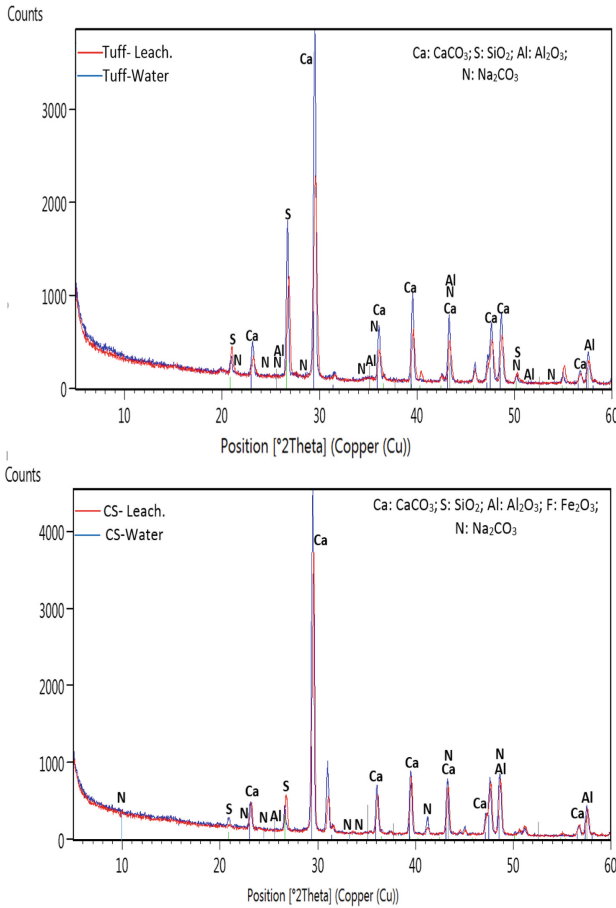 Counts
Tuff- Leach.
Tuff-Water
Ca: CaCO₃; S: SiO₂; Al: Al₂O₃;
N: Na₂CO₃
Ca
3000
2000
S
1000
Al
N
Ca
Ca
Ca
N
Ca
Ca
S
Ca
N
N
Al
N
N
N
Al
Ca
Ca
S
N
Al
N
Ca
Al
0
10
20
30
40
50
60
Position [°2Theta] (Copper (Cu))
Counts
CS- Leach.
CS-Water
Ca: CaCO₃; S: SiO₂; Al: Al₂O₃; F: Fe₂O₃;
N: Na₂CO₃
Ca
4000
3000
2000
1000
N
S
N
Ca
N
Al
S
N
N
Ca
Ca
N
N
Ca
Ca
N
Al
Ca
Al
0
10
20
30
40
50
60
Position [°2Theta] (Copper (Cu))